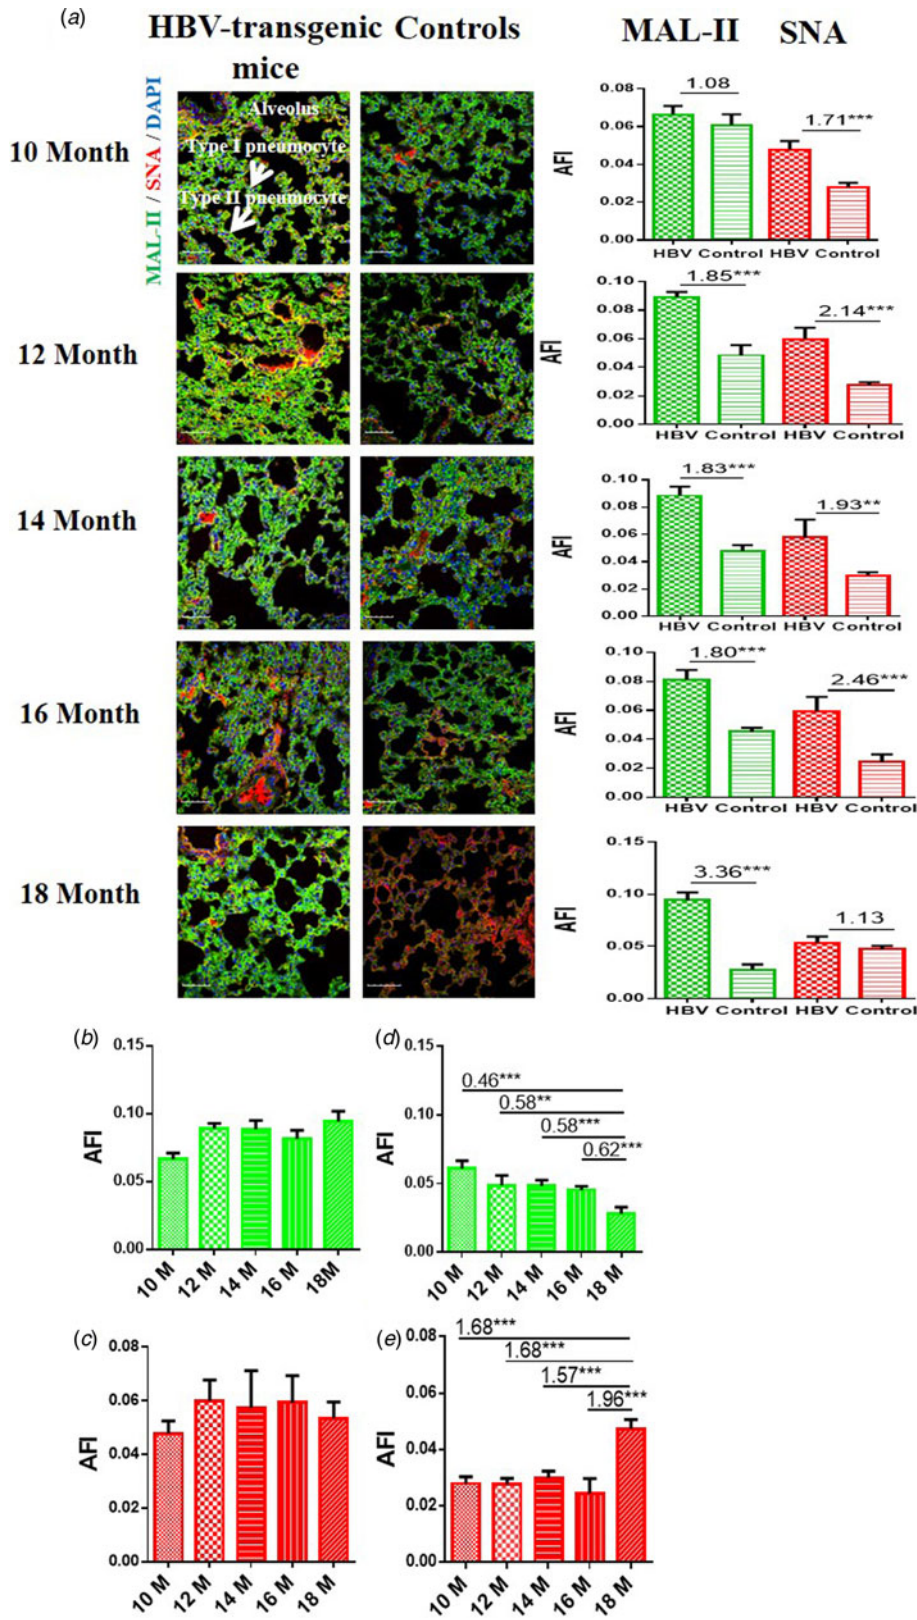 (a)
HBV-transgenic mice
Controls
MAL-II
SNA
MAL-II / SNA / DAPI
10 Month
Alveolus
Type I pneumocyte
Type II pneumocyte
AFI
0.08
0.06
0.04
0.02
0.00
1.08
1.71***
HBV Control HBV Control
12 Month
AFI
0.10
0.08
0.06
0.04
0.02
0.00
1.85***
2.14***
HBV Control HBV Control
14 Month
AFI
0.10
0.08
0.06
0.04
0.02
0.00
1.83***
1.93**
HBV Control HBV Control
16 Month
AFI
0.10
0.08
0.06
0.04
0.02
0.00
1.80***
2.46***
HBV Control HBV Control
18 Month
AFI
0.15
0.10
0.05
0.00
3.36***
1.13
HBV Control HBV Control
(b)
AFI
0.15
0.10
0.05
0.00
10 M 12 M 14 M 16 M 18 M
(d)
AFI
0.15
0.10
0.05
0.00
0.46***
0.58**
0.58***
0.62***
10 M 12 M 14 M 16 M 18 M
(c)
AFI
0.08
0.06
0.04
0.02
0.00
10 M 12 M 14 M 16 M 18 M
(e)
AFI
0.08
0.06
0.04
0.02
0.00
1.68***
1.68***
1.57***
1.96***
10 M 12 M 14 M 16 M 18 M